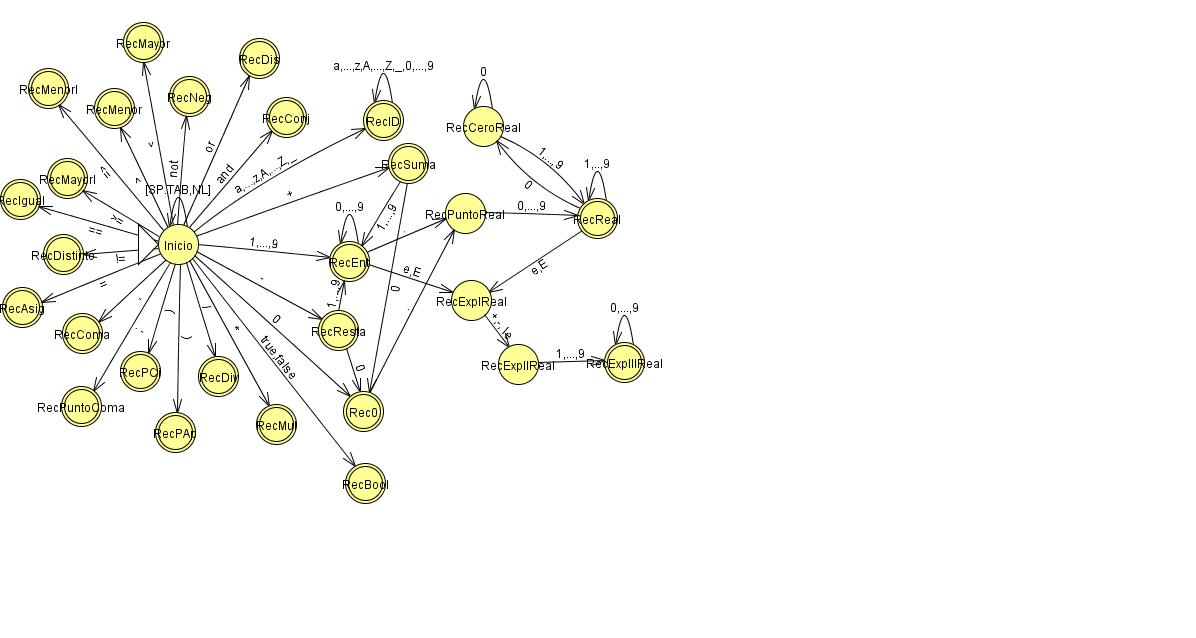 RecMayor
RecDis
a,...,z,A,...,Z,_,0,...,9
0
RecMenorI
RecMenor
RecNeg
RecConj
RecID
RecCeroReal
not
or
and
a,...,z,A,...,Z,_
1,...,9
1,...,9
<=
RecSuma
RecMayorI
[SP,TAB,NL]
+
0
RecIgual
>=
==
0,...,9
1,...,9
RecPuntoReal
0,...,9
RecReal
RecDistinto
!=
Inicio
1,...,9
RecEnt
e,E
e,E
RecAsig
=
-
1,...,9
0
.
RecExpIReal
0,...,9
RecComa
,
;
)
(
/
*
0
RecResta
RecExpIIReal
1,...,9
RecExpIIIReal
RecPCi
RecDiv
true,false
0
RecPuntoComa
Rec0
RecPAp
RecMul
RecBool